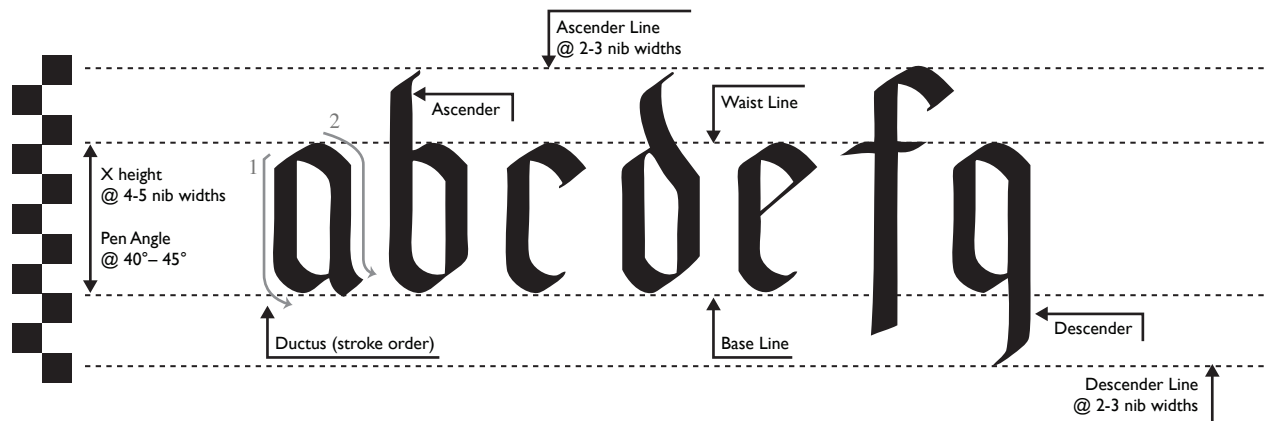 Ascender Line
@ 2-3 nib widths
Ascender
Waist Line
2
1
X height
@ 4-5 nib widths
Pen Angle
@ 40°– 45°
abcdefg
Ductus (stroke order)
Base Line
Descender
Descender Line
@ 2-3 nib widths